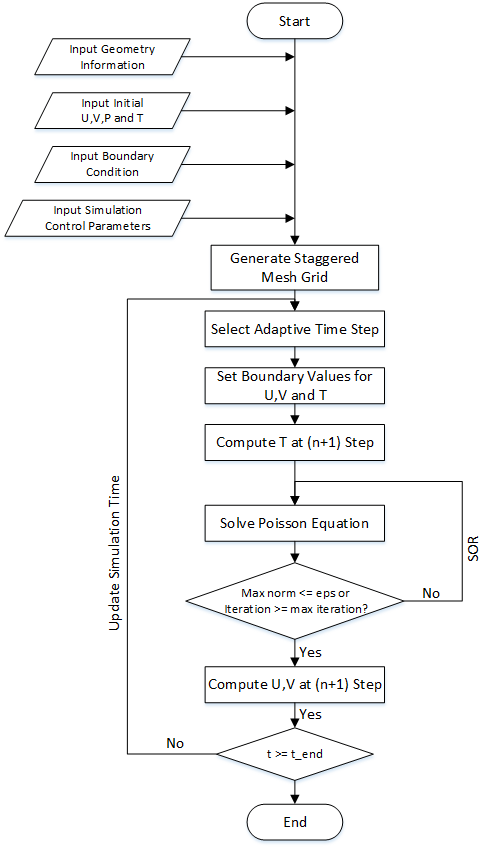 Start
Input Geometry
Information
Input Initial
U,V,P and T
Input Boundary
Condition
Input Simulation
Control Parameters
Generate Staggered
Mesh Grid
Select Adaptive Time Step
Set Boundary Values for
U,V and T
Compute T at (n+1) Step
Solve Poisson Equation
SOR
Max norm <= eps or
Iteration >= max iteration?
No
Yes
Compute U,V at (n+1) Step
Yes
t >= t_end
No
Update Simulation Time
End